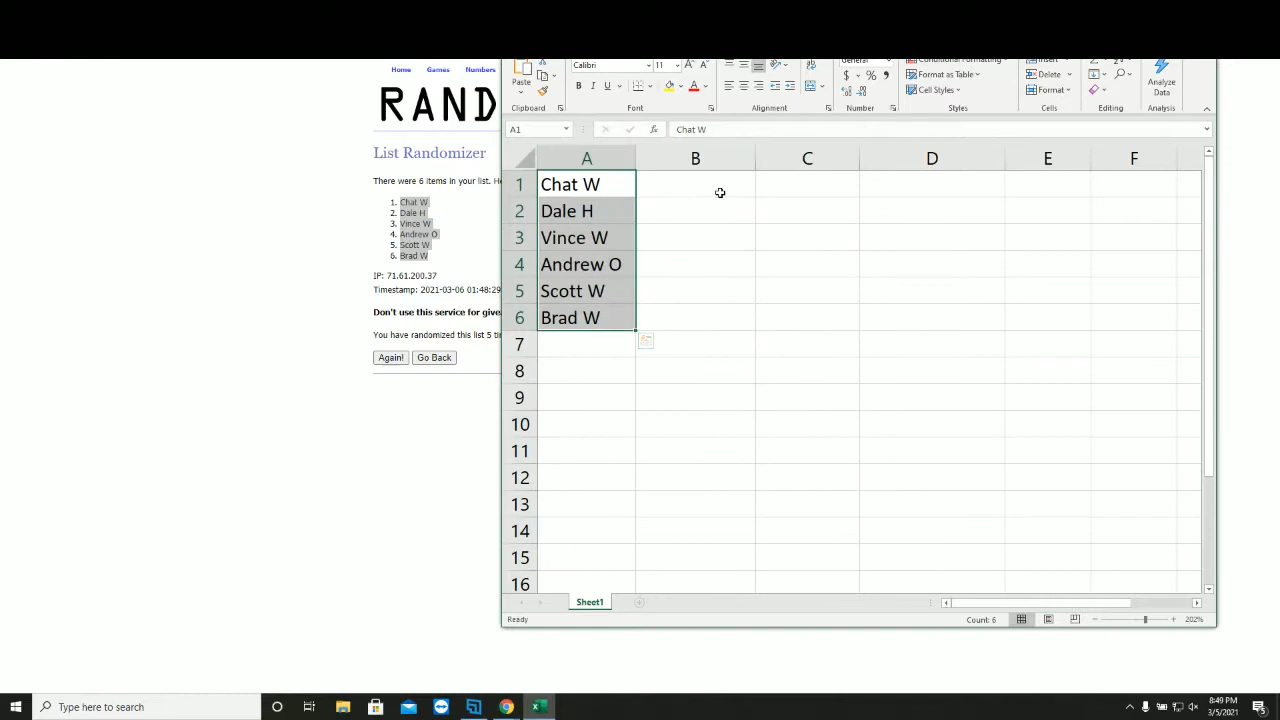 Home Games Numbers
RAND
List Randomizer
There were 6 items in your list. He
1. Chat W
2. Dale H
3. Vince W
4. Andrew O
5. Scott W
6. Brad W
IP: 71.61.200.37
Timestamp: 2021-03-06 01:48:29
Don't use this service for give
You have randomized this list 5 ti
Again! Go Back
Paste
Calibri 11
B I U A
General
$ % ,
Conditional Formatting
Format as Table
Cell Styles
Insert
Delete
Format
Analyze
Data
Clipboard Font Alignment Number Styles Cells Editing Analysis
A1 fx Chat W
A B C D E F
1 Chat W
2 Dale H
3 Vince W
4 Andrew O
5 Scott W
6 Brad W
7
8
9
10
11
12
13
14
15
16
Sheet1
Ready Count: 6 202%
Type here to search
8:49 PM
3/5/2021
5